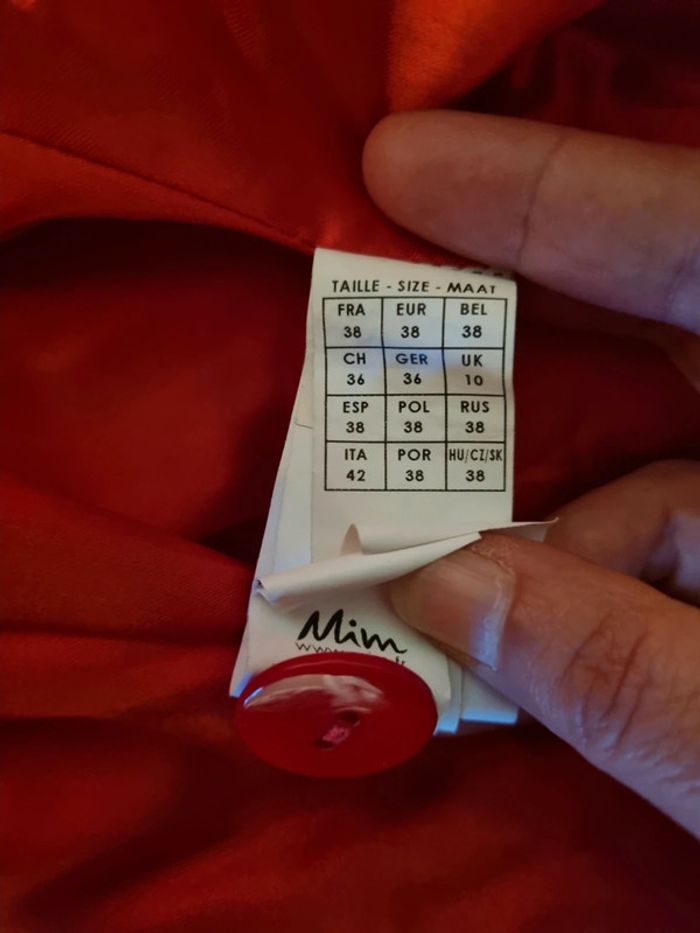 TAILLE - SIZE - MAAT
FRA EUR BEL
38 38 38
CH GER UK
36 36 10
ESP POL RUS
38 38 38
ITA POR HU/CZ/SK
42 38 38
Mim